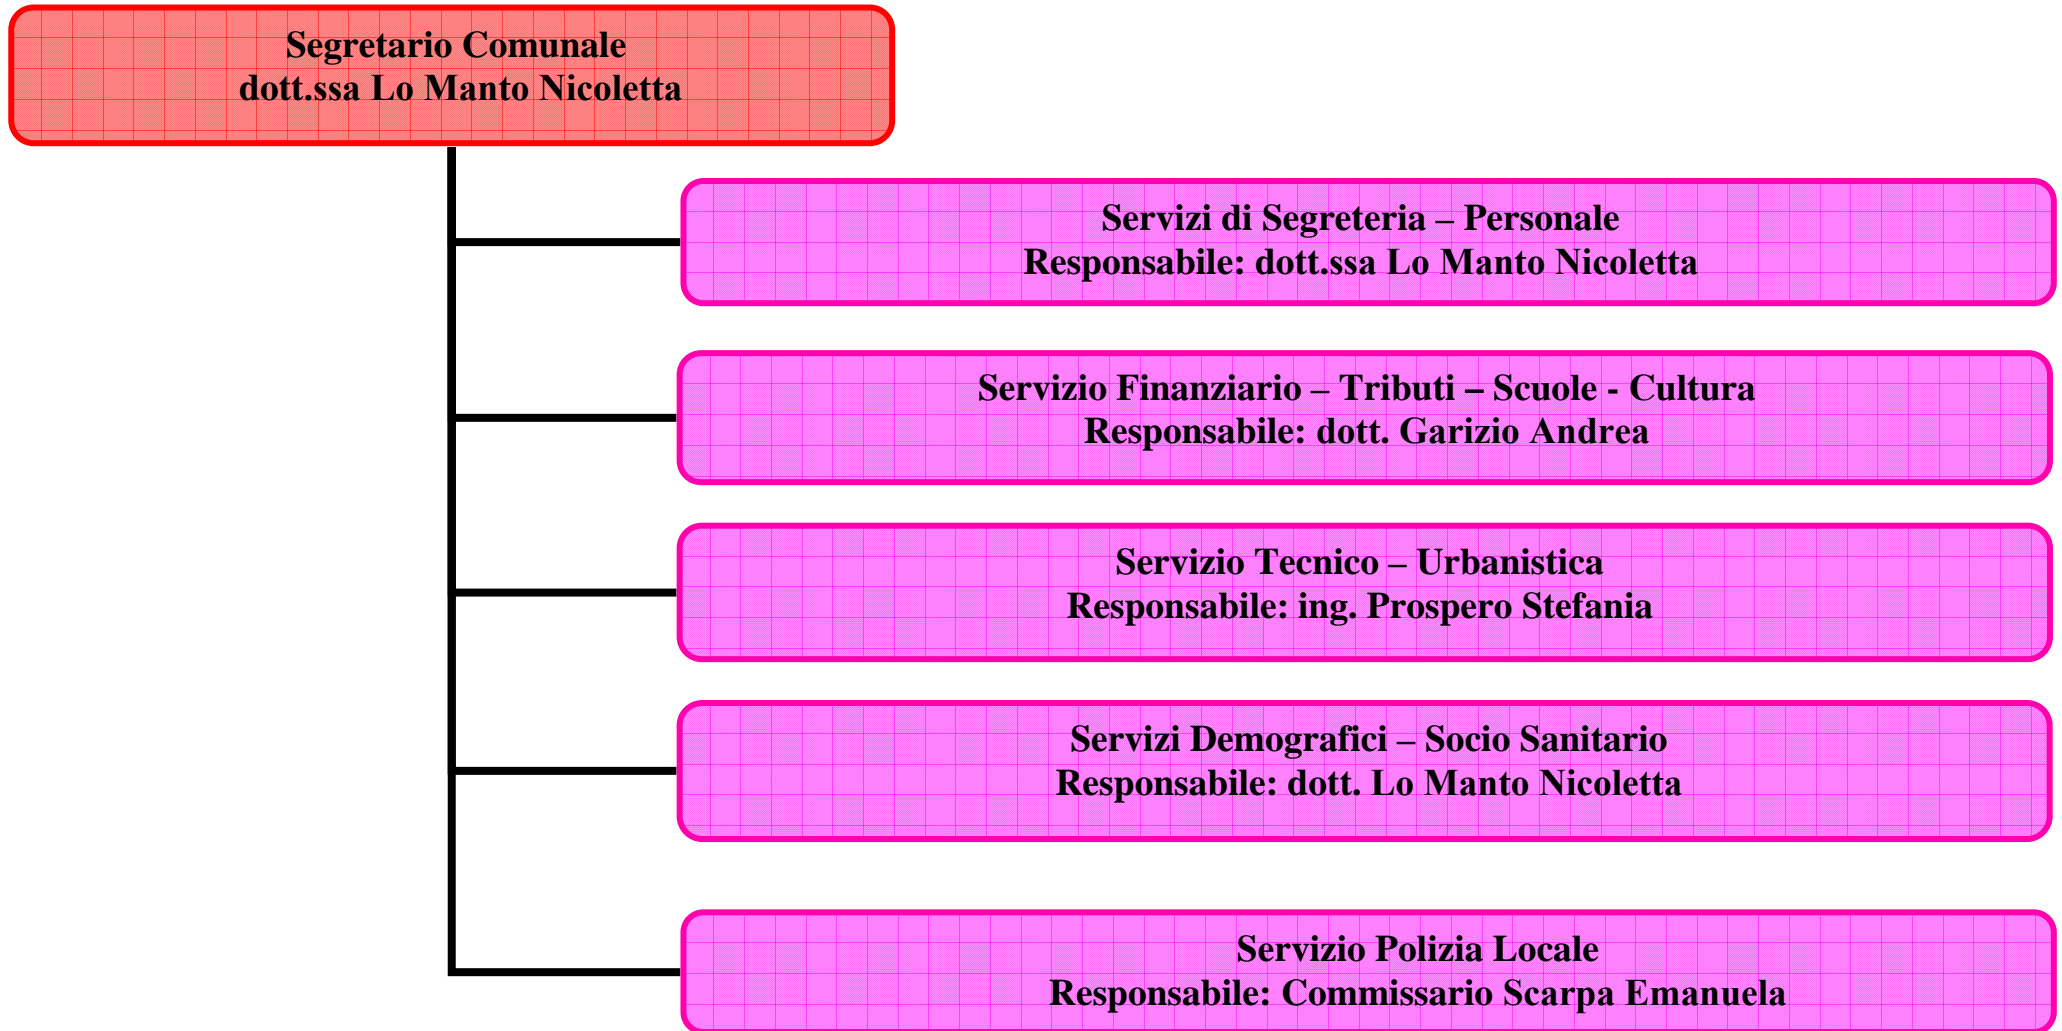 Segretario Comunale
dott.ssa Lo Manto Nicoletta
Servizi di Segreteria – Personale
Responsabile: dott.ssa Lo Manto Nicoletta
Servizio Finanziario – Tributi – Scuole - Cultura
Responsabile: dott. Garizio Andrea
Servizio Tecnico – Urbanistica
Responsabile: ing. Prospero Stefania
Servizi Demografici – Socio Sanitario
Responsabile: dott. Lo Manto Nicoletta
Servizio Polizia Locale
Responsabile: Commissario Scarpa Emanuela